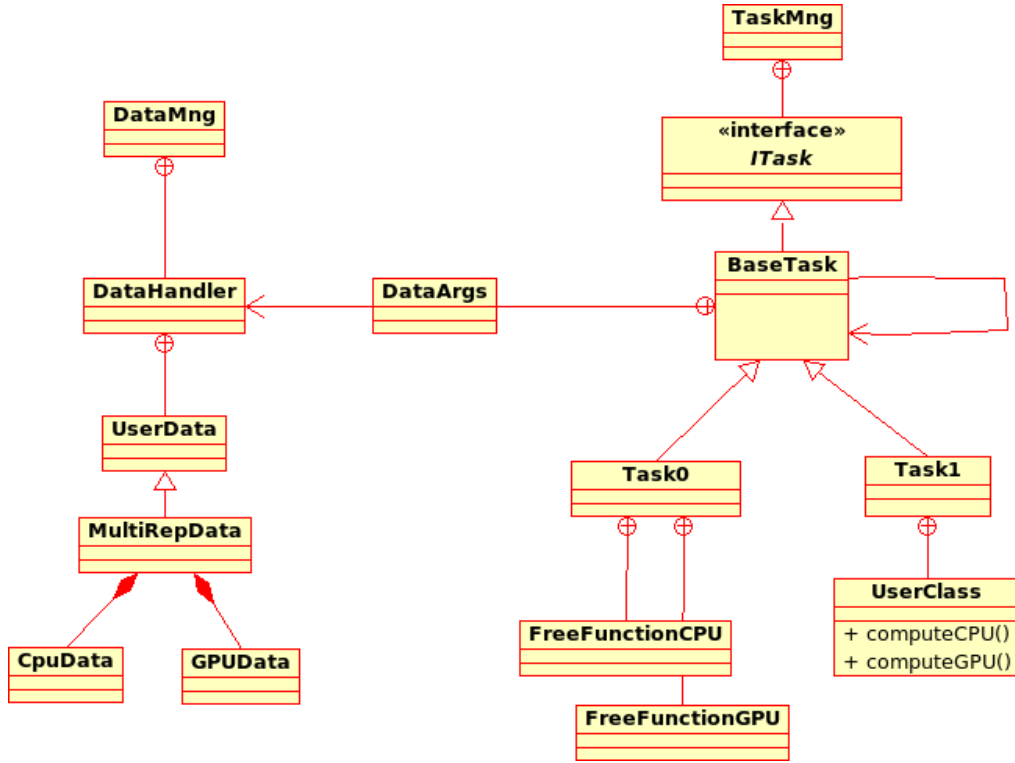 TaskMng
DataMng
«interface»
ITask
DataHandler
DataArgs
BaseTask
UserData
Task0
Task1
MultiRepData
UserClass
+ computeCPU()
+ computeGPU()
FreeFunctionCPU
CpuData
GPUData
FreeFunctionGPU